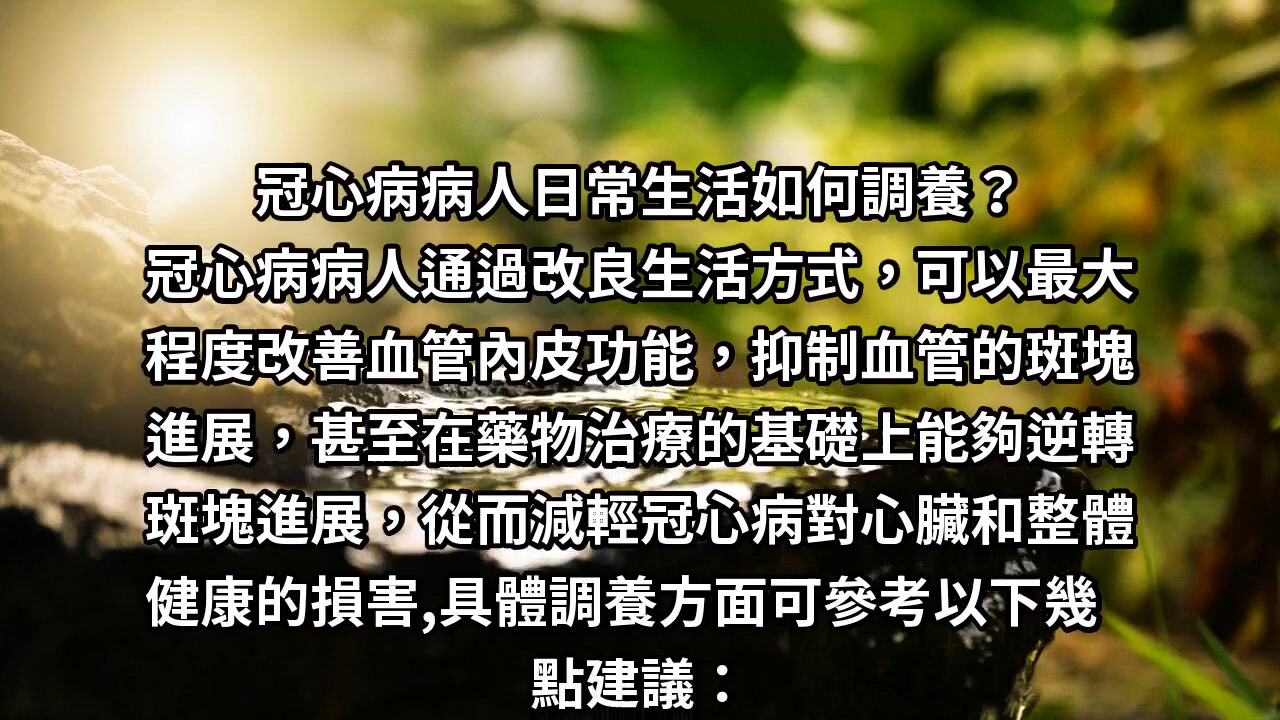 冠心病病人日常生活如何調養？
冠心病病人通過改良生活方式，可以最大
程度改善血管內皮功能，抑制血管的斑塊
進展，甚至在藥物治療的基礎上能夠逆轉
斑塊進展，從而減輕冠心病對心臟和整體
健康的損害,具體調養方面可參考以下幾
點建議：